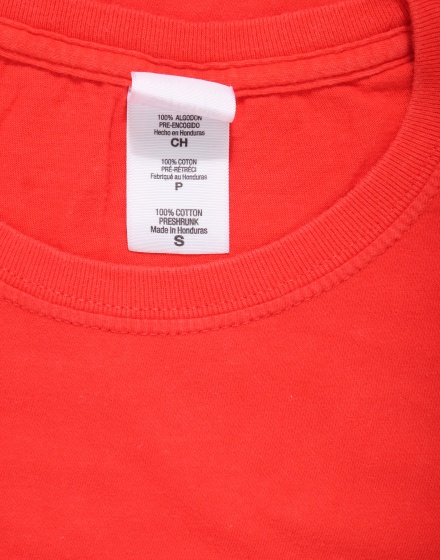 100% ALGODON
PRE-ENCOGIDO
Hecho en Honduras
CH
100% COTON
PRÉ-RÉTRÉCI
Fabriqué au Honduras
P
100% COTTON
PRESHRUNK
Made in Honduras
S